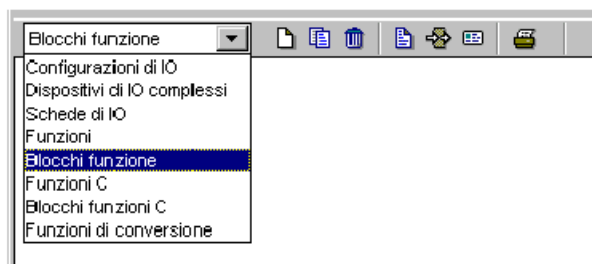 Blocchi funzione
Configurazioni di IO
Dispositivi di IO complessi
Schede di IO
Funzioni
Blocchi funzione
Funzioni C
Blocchi funzioni C
Funzioni di conversione